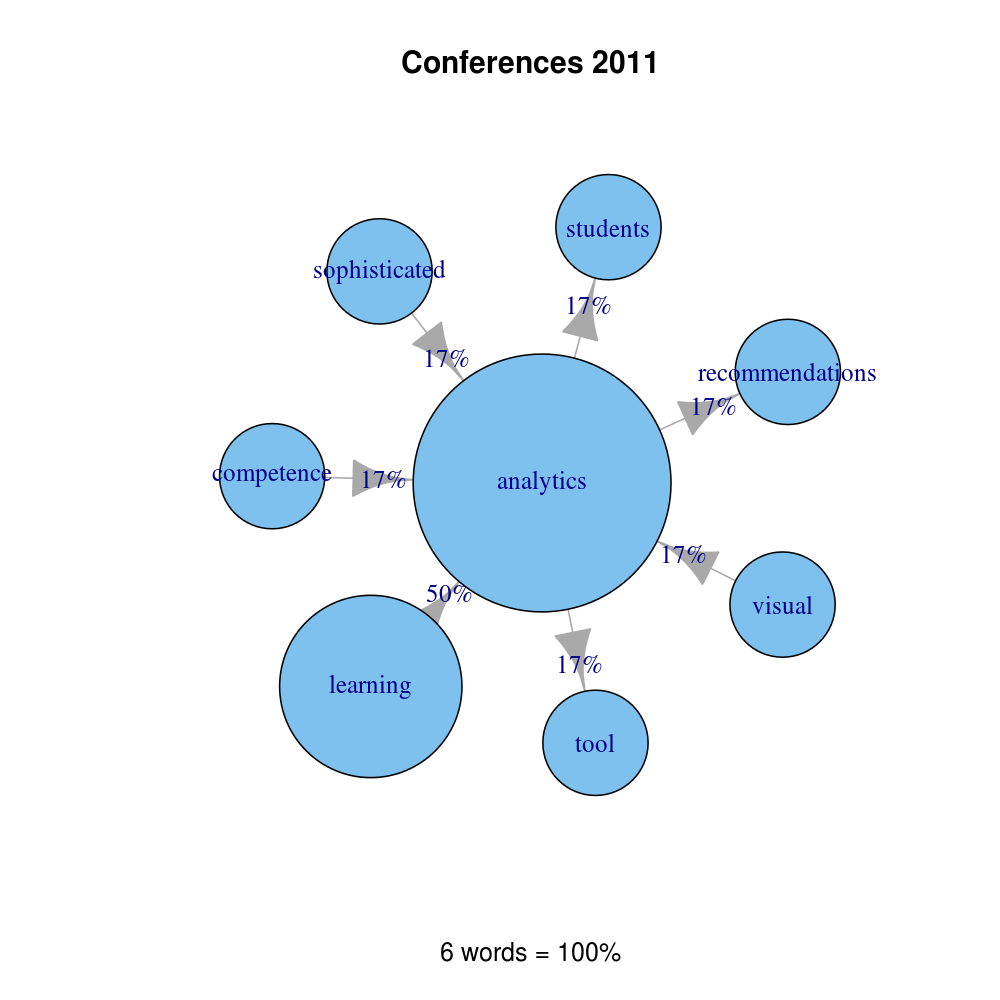 Conferences 2011
students
sophisticated
17%
17%
recommendations
17%
competence
17%
analytics
17%
50%
visual
17%
learning
tool
6 words = 100%